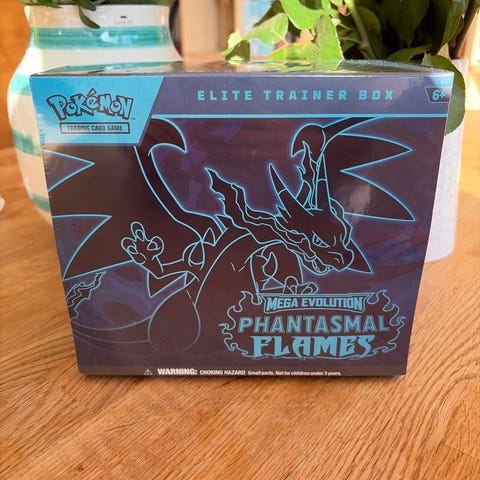 Pokémon
TRADING CARD GAME
ELITE TRAINER BOX
6+
MEGA EVOLUTION
PHANTASMAL
FLAMES
WARNING: CHOKING HAZARD Small parts. Not for children under 3 years.